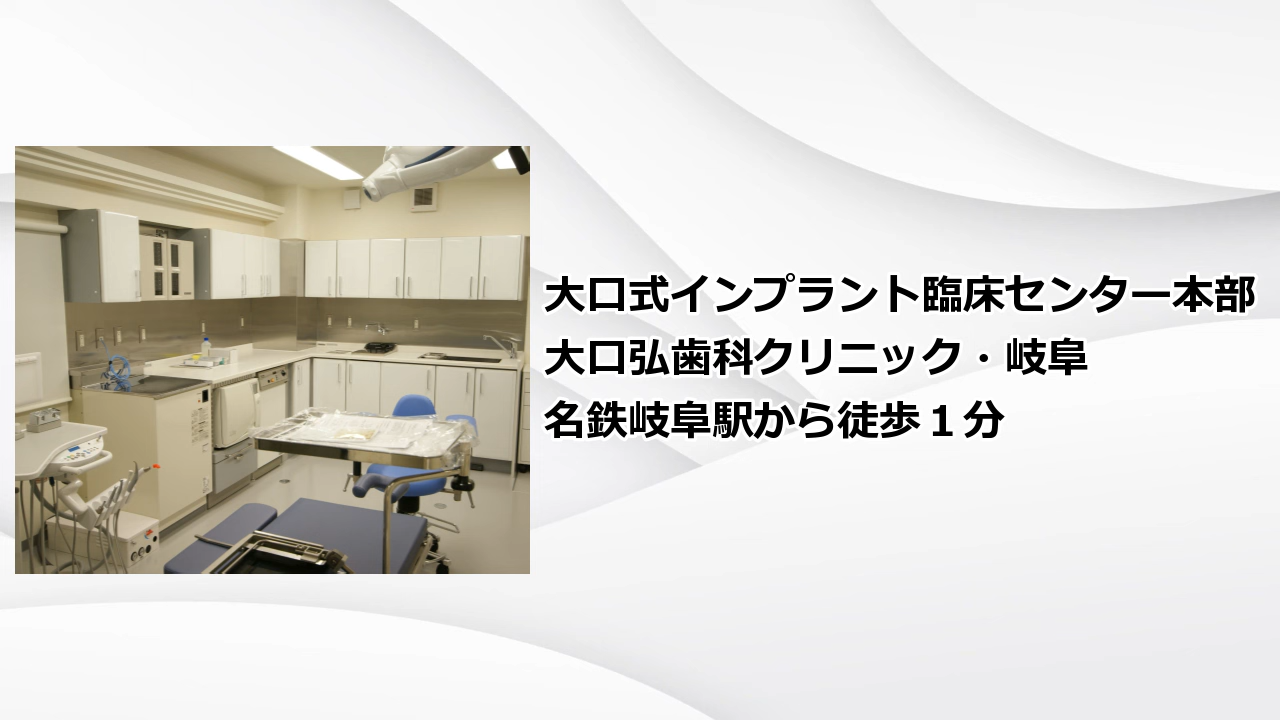 大口式インプラント臨床センター本部
大口弘歯科クリニック・岐阜
名鉄岐阜駅から徒歩１分